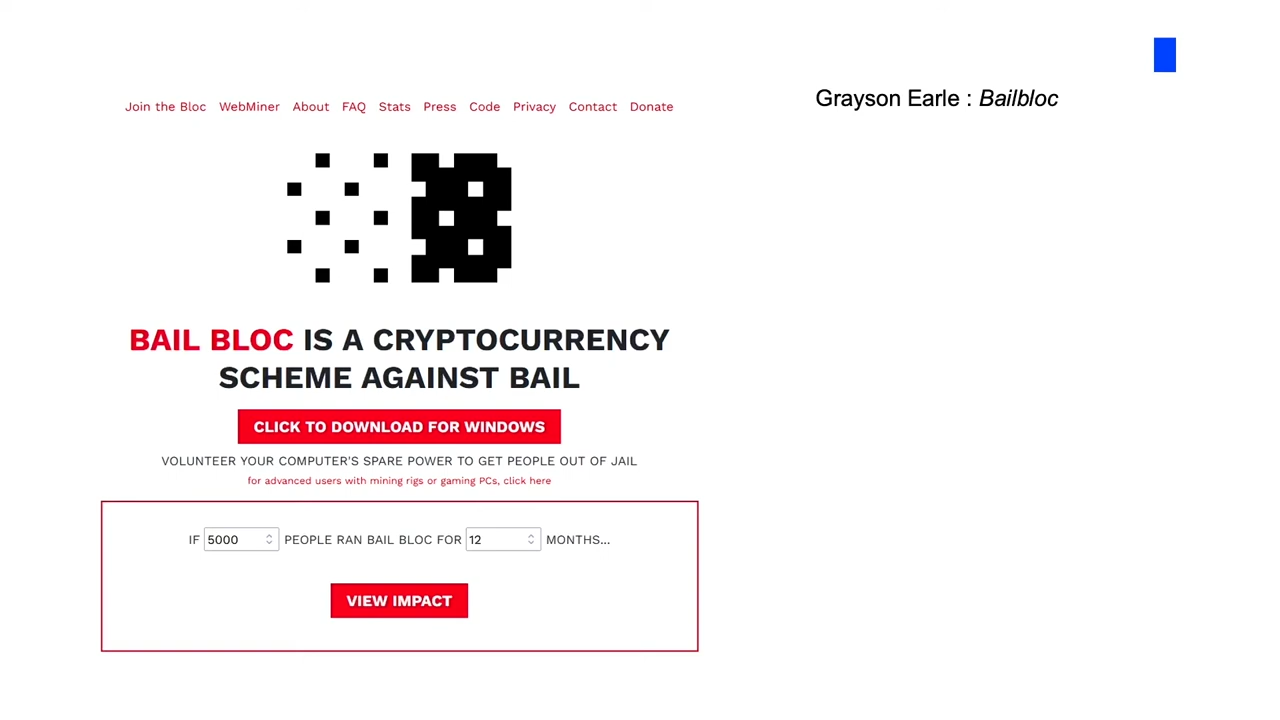 Join the Bloc WebMiner About FAQ Stats Press Code Privacy Contact Donate
Grayson Earle : Bailbloc
B
BAIL BLOC IS A CRYPTOCURRENCY
SCHEME AGAINST BAIL
CLICK TO DOWNLOAD FOR WINDOWS
VOLUNTEER YOUR COMPUTER'S SPARE POWER TO GET PEOPLE OUT OF JAIL
for advanced users with mining rigs or gaming PCs, click here
IF 5000 PEOPLE RAN BAIL BLOC FOR 12 MONTHS...
VIEW IMPACT